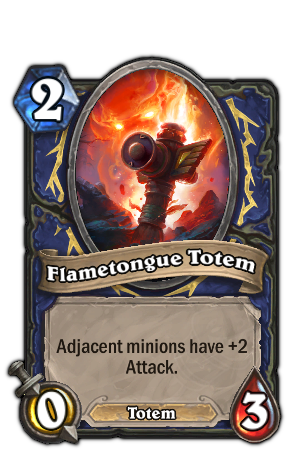 2
Flametongue Totem
Adjacent minions have +2
Attack.
0
Totem
3